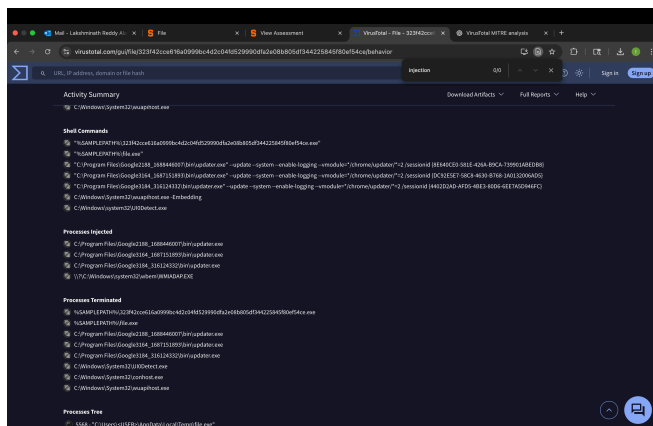 Mail - Lakshminath Reddy Al
File
View Assessment
VirusTotal - File - 323f42cce6
VirusTotal MITRE analysis
virustotal.com/gui/file/323f42cce616a0999bc4d2c04fd529990dfa2e08b805df344225845f80ef54ce/behavior
injection
0/0
URL, IP address, domain or file hash
Sign in
Sign up
Activity Summary
Download Artifacts
Full Reports
Help
C:\Windows\System32\wuapihost.exe
Shell Commands
"%SAMPLEPATH%\323f42cce616a0999bc4d2c04fd529990dfa2e08b805df344225845f80ef54ce.exe"
"%SAMPLEPATH%\file.exe"
"C:\Program Files\Google2188_1688446007\bin\updater.exe" --update --system --enable-logging --vmodule="/chrome/updater/"=2 /sessionid {8E640CE0-581E-426A-B9CA-739901ABEDB8}
"C:\Program Files\Google3164_1687151893\bin\updater.exe" --update --system --enable-logging --vmodule="/chrome/updater/"=2 /sessionid {DC92E5E7-58C8-4630-B768-1A0132006AD5}
"C:\Program Files\Google3184_316124332\bin\updater.exe" --update --system --enable-logging --vmodule="/chrome/updater/"=2 /sessionid {4402D2AD-AFD5-4BE3-80D6-6EE7A5D946FC}
C:\Windows\System32\wuapihost.exe -Embedding
C:\Windows\system32\UI0Detect.exe
Processes Injected
C:\Program Files\Google2188_1688446007\bin\updater.exe
C:\Program Files\Google3184_1687151893\bin\updater.exe
C:\Program Files\Google3184_316124332\bin\updater.exe
\\?\C:\Windows\system32\wbem\WMIADAP.EXE
Processes Terminated
%SAMPLEPATH%\323f42cce616a0999bc4d2c04fd529990dfa2e08b805df344225845f80ef54ce.exe
%SAMPLEPATH%\file.exe
C:\Program Files\Google2188_1688446007\bin\updater.exe
C:\Program Files\Google3184_1687151893\bin\updater.exe
C:\Program Files\Google3184_316124332\bin\updater.exe
C:\Windows\System32\UI0Detect.exe
C:\Windows\System32\conhost.exe
C:\Windows\System32\wuapihost.exe
Processes Tree
5568 - "C:\Users\<USER>\AppData\Local\Temp\file.exe"